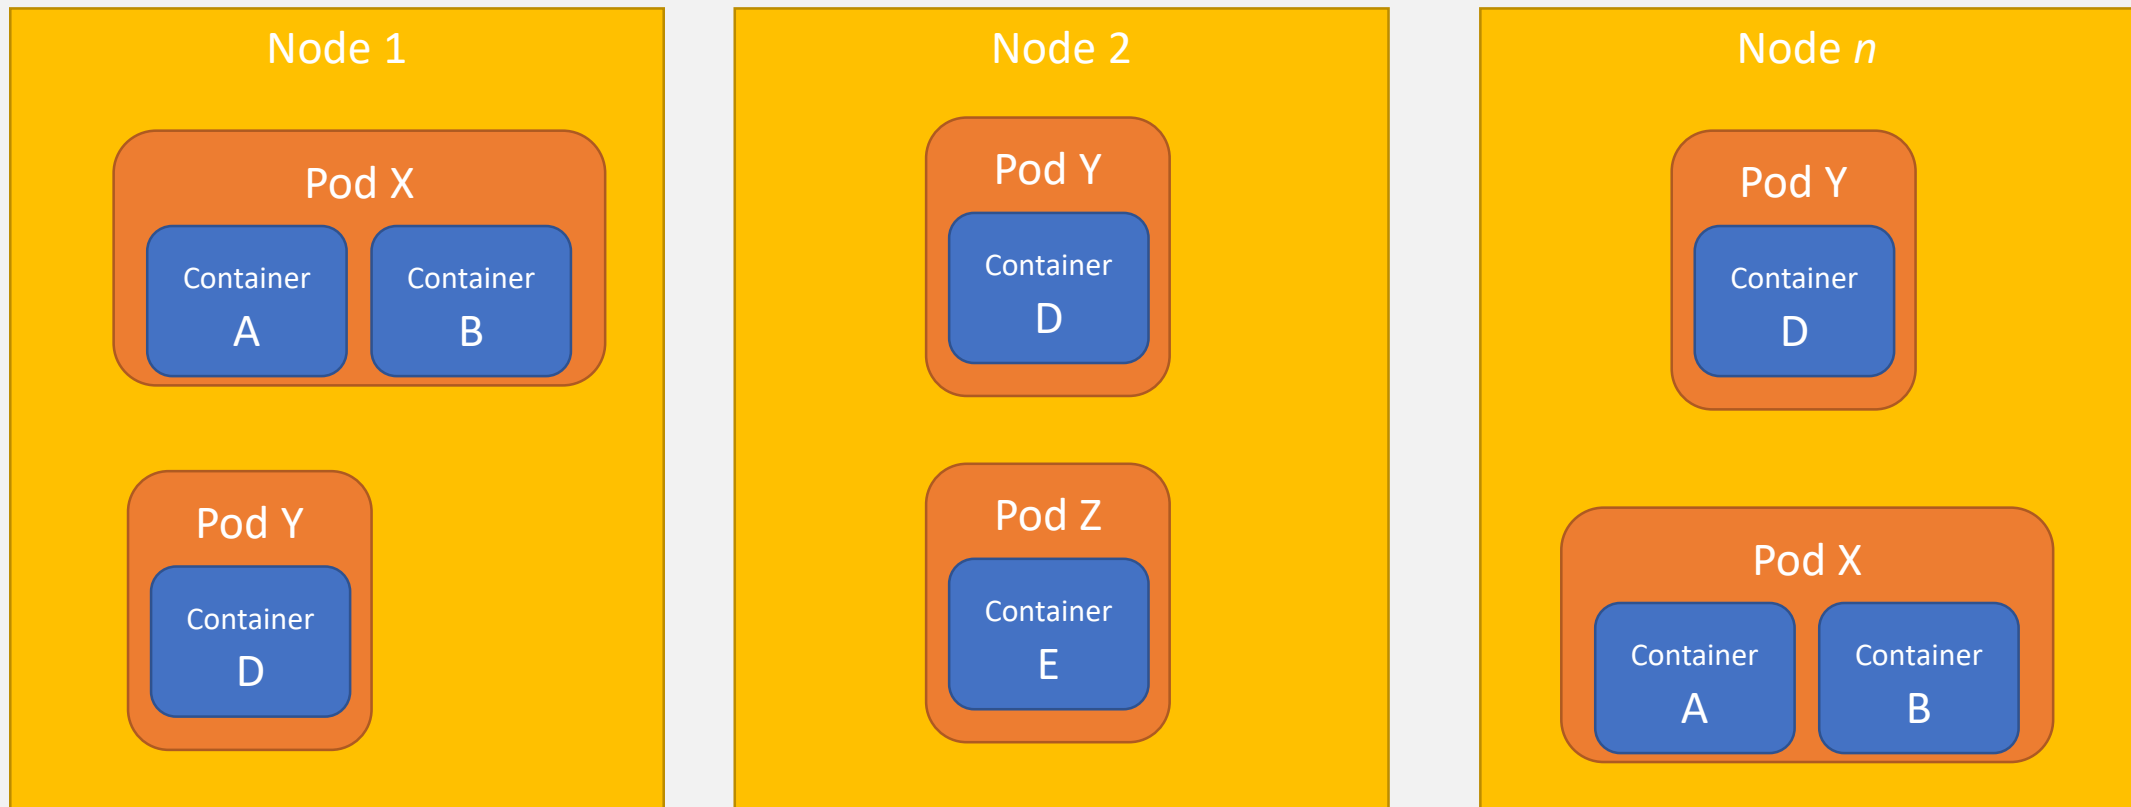 Node 1
Pod X
Container
A
Container
B
Pod Y
Container
D
Node 2
Pod Y
Container
D
Pod Z
Container
E
Node n
Pod Y
Container
D
Pod X
Container
A
Container
B